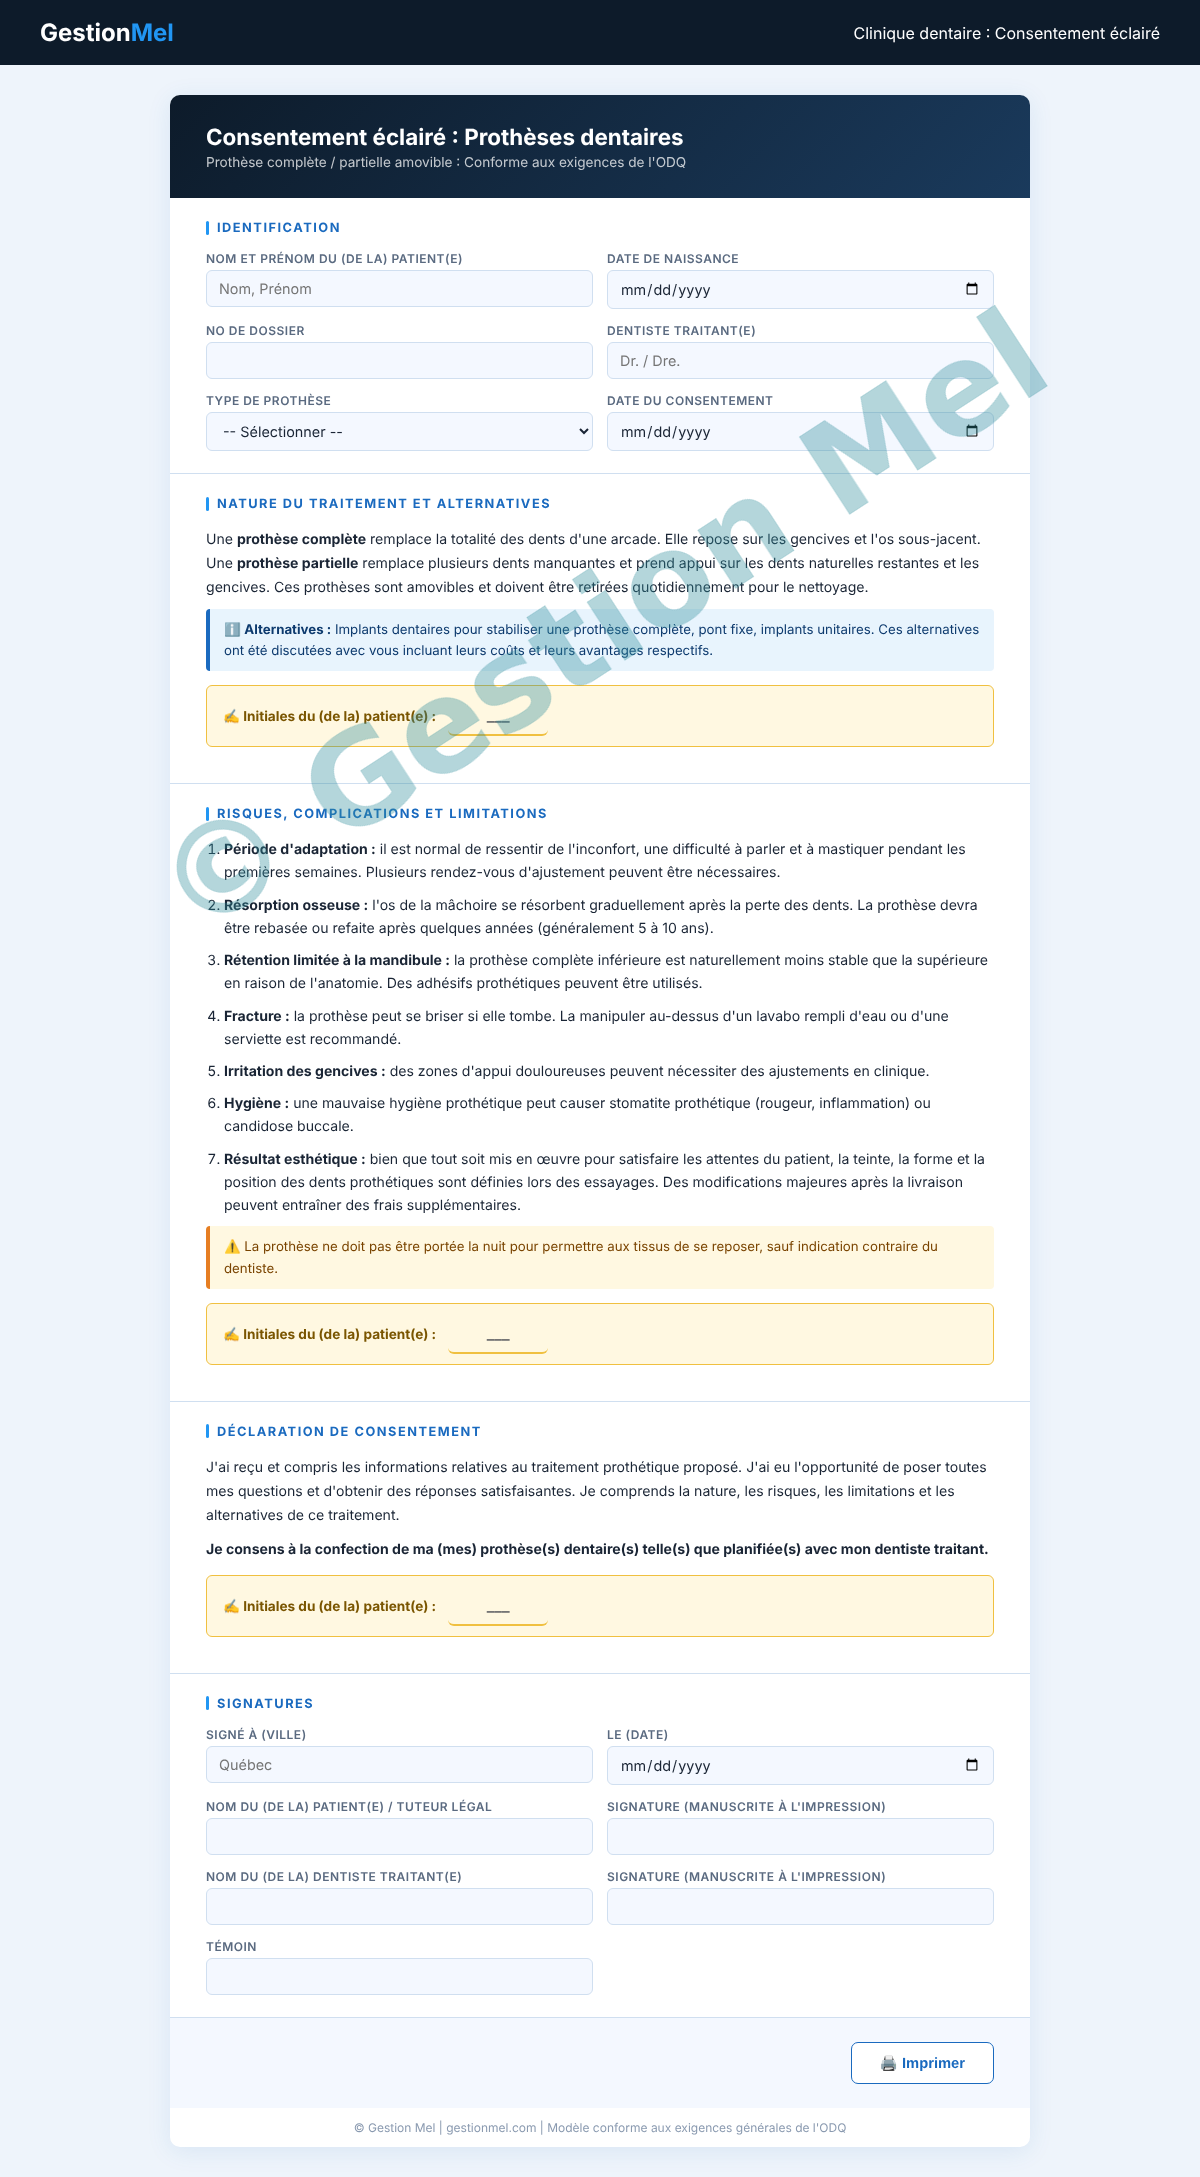 GestionMel
Clinique dentaire : Consentement éclairé
Consentement éclairé : Prothèses dentaires
Prothèse complète / partielle amovible : Conforme aux exigences de l'ODQ
IDENTIFICATION
NOM ET PRÉNOM DU (DE LA) PATIENT(E)
DATE DE NAISSANCE
Nom, Prénom
mm/dd/yyyy
NO DE DOSSIER
DENTISTE TRAITANT(E)
Dr. / Dre.
TYPE DE PROTHÈSE
DATE DU CONSENTEMENT
-- Sélectionner --
mm/dd/yyyy
NATURE DU TRAITEMENT ET ALTERNATIVES
Une prothèse complète remplace la totalité des dents d'une arcade. Elle repose sur les gencives et l'os sous-jacent.
Une prothèse partielle remplace plusieurs dents manquantes et prend appui sur les dents naturelles restantes et les
gencives. Ces prothèses sont amovibles et doivent être retirées quotidiennement pour le nettoyage.
ℹ️ Alternatives : Implants dentaires pour stabiliser une prothèse complète, pont fixe, implants unitaires. Ces alternatives
ont été discutées avec vous incluant leurs coûts et leurs avantages respectifs.
✍️ Initiales du (de la) patient(e) : ___
RISQUES, COMPLICATIONS ET LIMITATIONS
1. Période d'adaptation : il est normal de ressentir de l'inconfort, une difficulté à parler et à mastiquer pendant les
premières semaines. Plusieurs rendez-vous d'ajustement peuvent être nécessaires.
2. Résorption osseuse : l'os de la mâchoire se résorbent graduellement après la perte des dents. La prothèse devra
être rebasée ou refaite après quelques années (généralement 5 à 10 ans).
3. Rétention limitée à la mandibule : la prothèse complète inférieure est naturellement moins stable que la supérieure
en raison de l'anatomie. Des adhésifs prothétiques peuvent être utilisés.
4. Fracture : la prothèse peut se briser si elle tombe. La manipuler au-dessus d'un lavabo rempli d'eau ou d'une
serviette est recommandé.
5. Irritation des gencives : des zones d'appui douloureuses peuvent nécessiter des ajustements en clinique.
6. Hygiène : une mauvaise hygiène prothétique peut causer stomatite prothétique (rougeur, inflammation) ou
candidose buccale.
7. Résultat esthétique : bien que tout soit mis en œuvre pour satisfaire les attentes du patient, la teinte, la forme et la
position des dents prothétiques sont définies lors des essayages. Des modifications majeures après la livraison
peuvent entraîner des frais supplémentaires.
⚠️ La prothèse ne doit pas être portée la nuit pour permettre aux tissus de se reposer, sauf indication contraire du
dentiste.
✍️ Initiales du (de la) patient(e) : ___
DÉCLARATION DE CONSENTEMENT
J'ai reçu et compris les informations relatives au traitement prothétique proposé. J'ai eu l'opportunité de poser toutes
mes questions et d'obtenir des réponses satisfaisantes. Je comprends la nature, les risques, les limitations et les
alternatives de ce traitement.
Je consens à la confection de ma (mes) prothèse(s) dentaire(s) telle(s) que planifiée(s) avec mon dentiste traitant.
✍️ Initiales du (de la) patient(e) : ___
SIGNATURES
SIGNÉ À (VILLE)
LE (DATE)
Québec
mm/dd/yyyy
NOM DU (DE LA) PATIENT(E) / TUTEUR LÉGAL
SIGNATURE (MANUSCRITE À L'IMPRESSION)
NOM DU (DE LA) DENTISTE TRAITANT(E)
SIGNATURE (MANUSCRITE À L'IMPRESSION)
TÉMOIN
🖨️ Imprimer
© Gestion Mel | gestionmel.com | Modèle conforme aux exigences générales de l'ODQ
© Gestion Mel